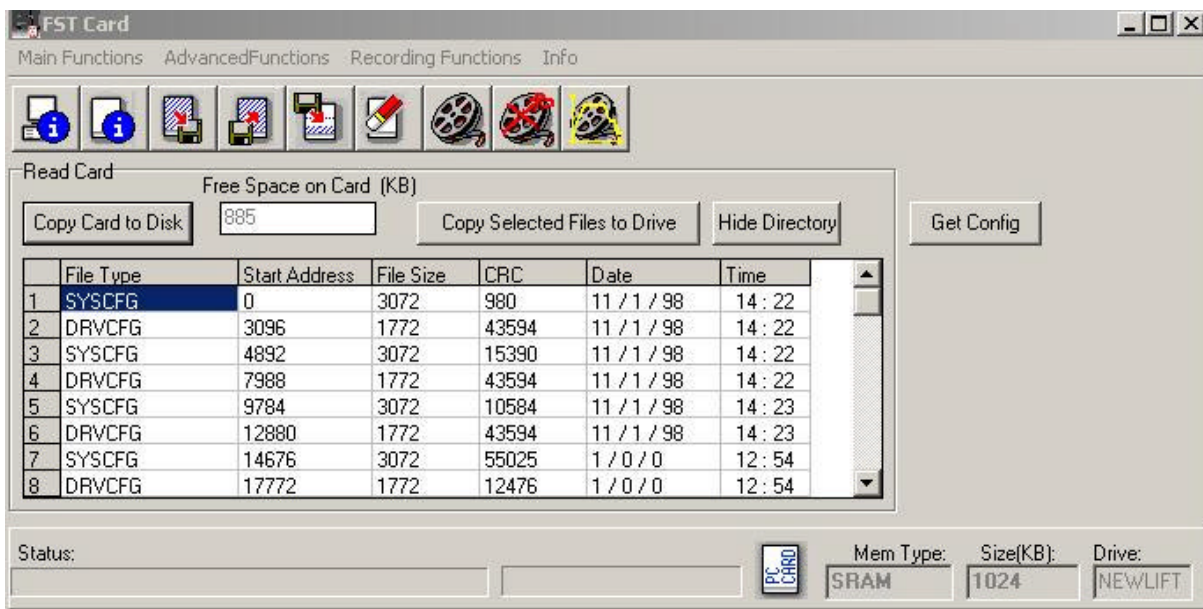 FST Card
Main Functions AdvancedFunctions Recording Functions Info
Read Card
Free Space on Card (KB)
Copy Card to Disk 885 Copy Selected Files to Drive Hide Directory Get Config
File Type Start Address File Size CRC Date Time
1 SYSCFG 0 3072 980 11 / 1 / 98 14 : 22
2 DRVCFG 3096 1772 43594 11 / 1 / 98 14 : 22
3 SYSCFG 4892 3072 15390 11 / 1 / 98 14 : 22
4 DRVCFG 7988 1772 43594 11 / 1 / 98 14 : 22
5 SYSCFG 9784 3072 10584 11 / 1 / 98 14 : 23
6 DRVCFG 12880 1772 43594 11 / 1 / 98 14 : 23
7 SYSCFG 14676 3072 55025 1 / 0 / 0 12 : 54
8 DRVCFG 17772 1772 12476 1 / 0 / 0 12 : 54
Status: Mem Type: Size(KB): Drive:
PC CARD SRAM 1024 NEWLIFT